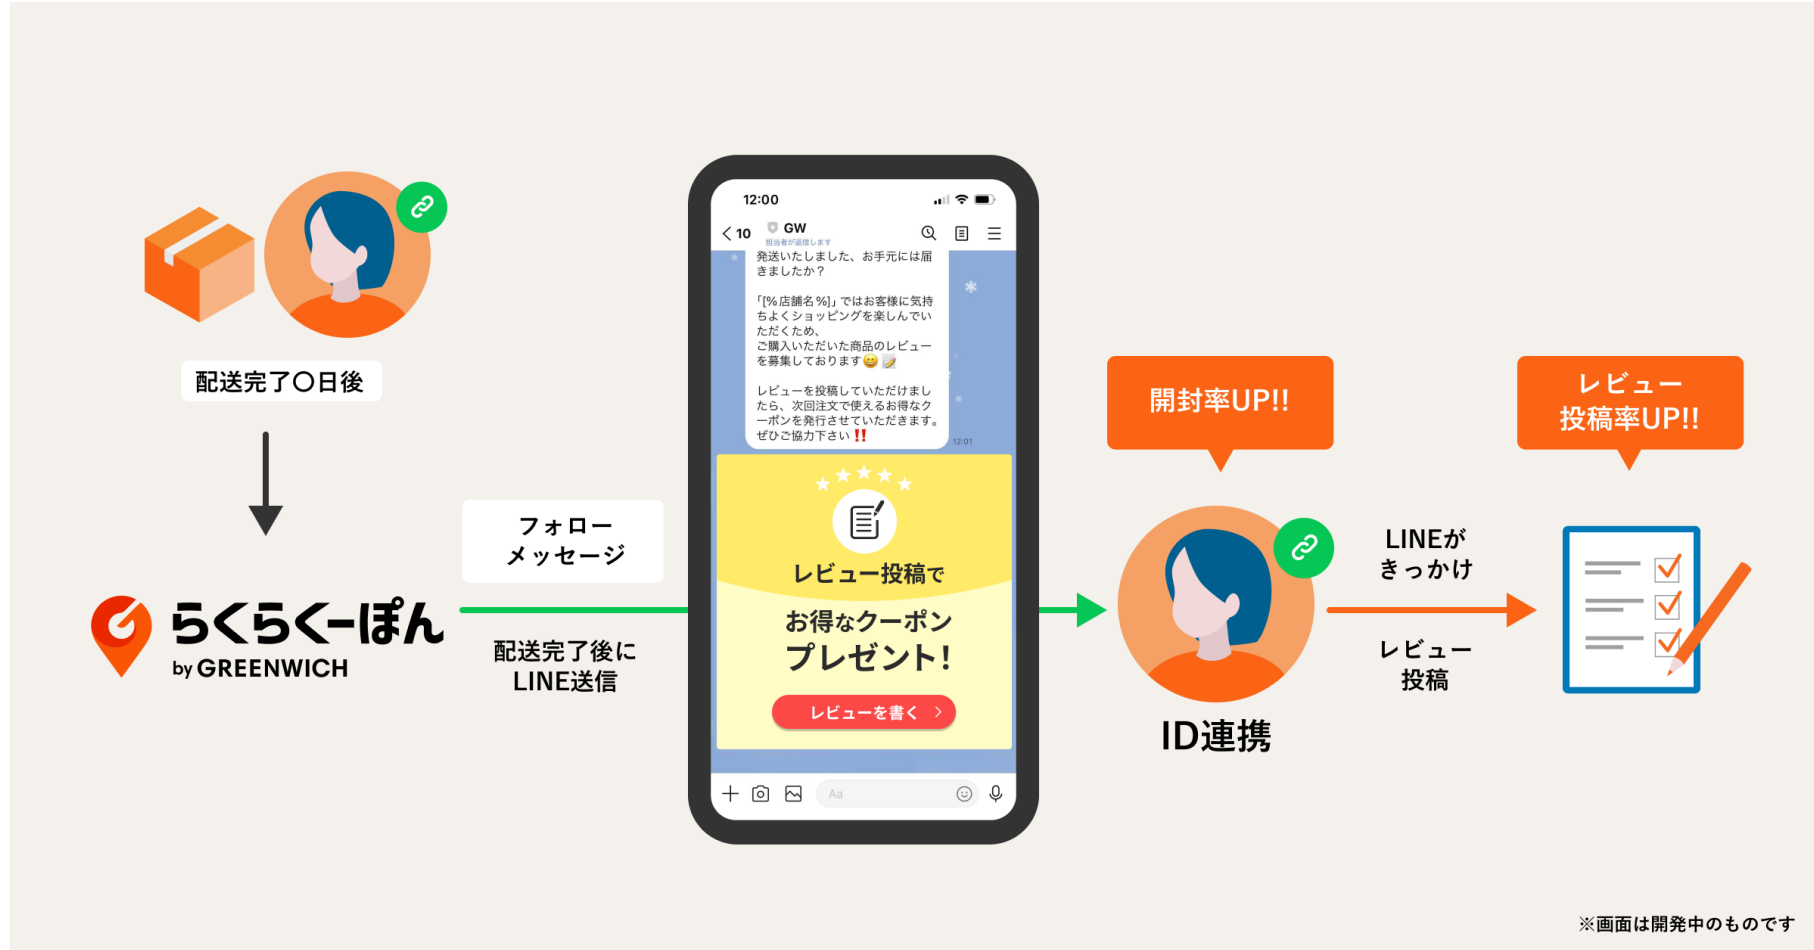 配送完了〇日後
らくらくーぽん
by GREENWICH
フォロー
メッセージ
配送完了後に
LINE送信
12:00
10
GW
担当者が返信します
発送いたしました、お手元には届
きましたか？
「[%店舗名%]」ではお客様に気持
ちよくショッピングを楽しんでい
ただくため、
ご購入いただいた商品のレビュー
を募集しております😄📝
レビューを投稿していただけまし
たら、次回注文で使えるお得なク
ーポンを発行させていただきます。
ぜひご協力下さい‼️
12:01
レビュー投稿で
お得なクーポン
プレゼント！
レビューを書く
Aa
開封率UP!!
ID連携
LINEが
きっかけ
レビュー
投稿
レビュー
投稿率UP!!
※画面は開発中のものです